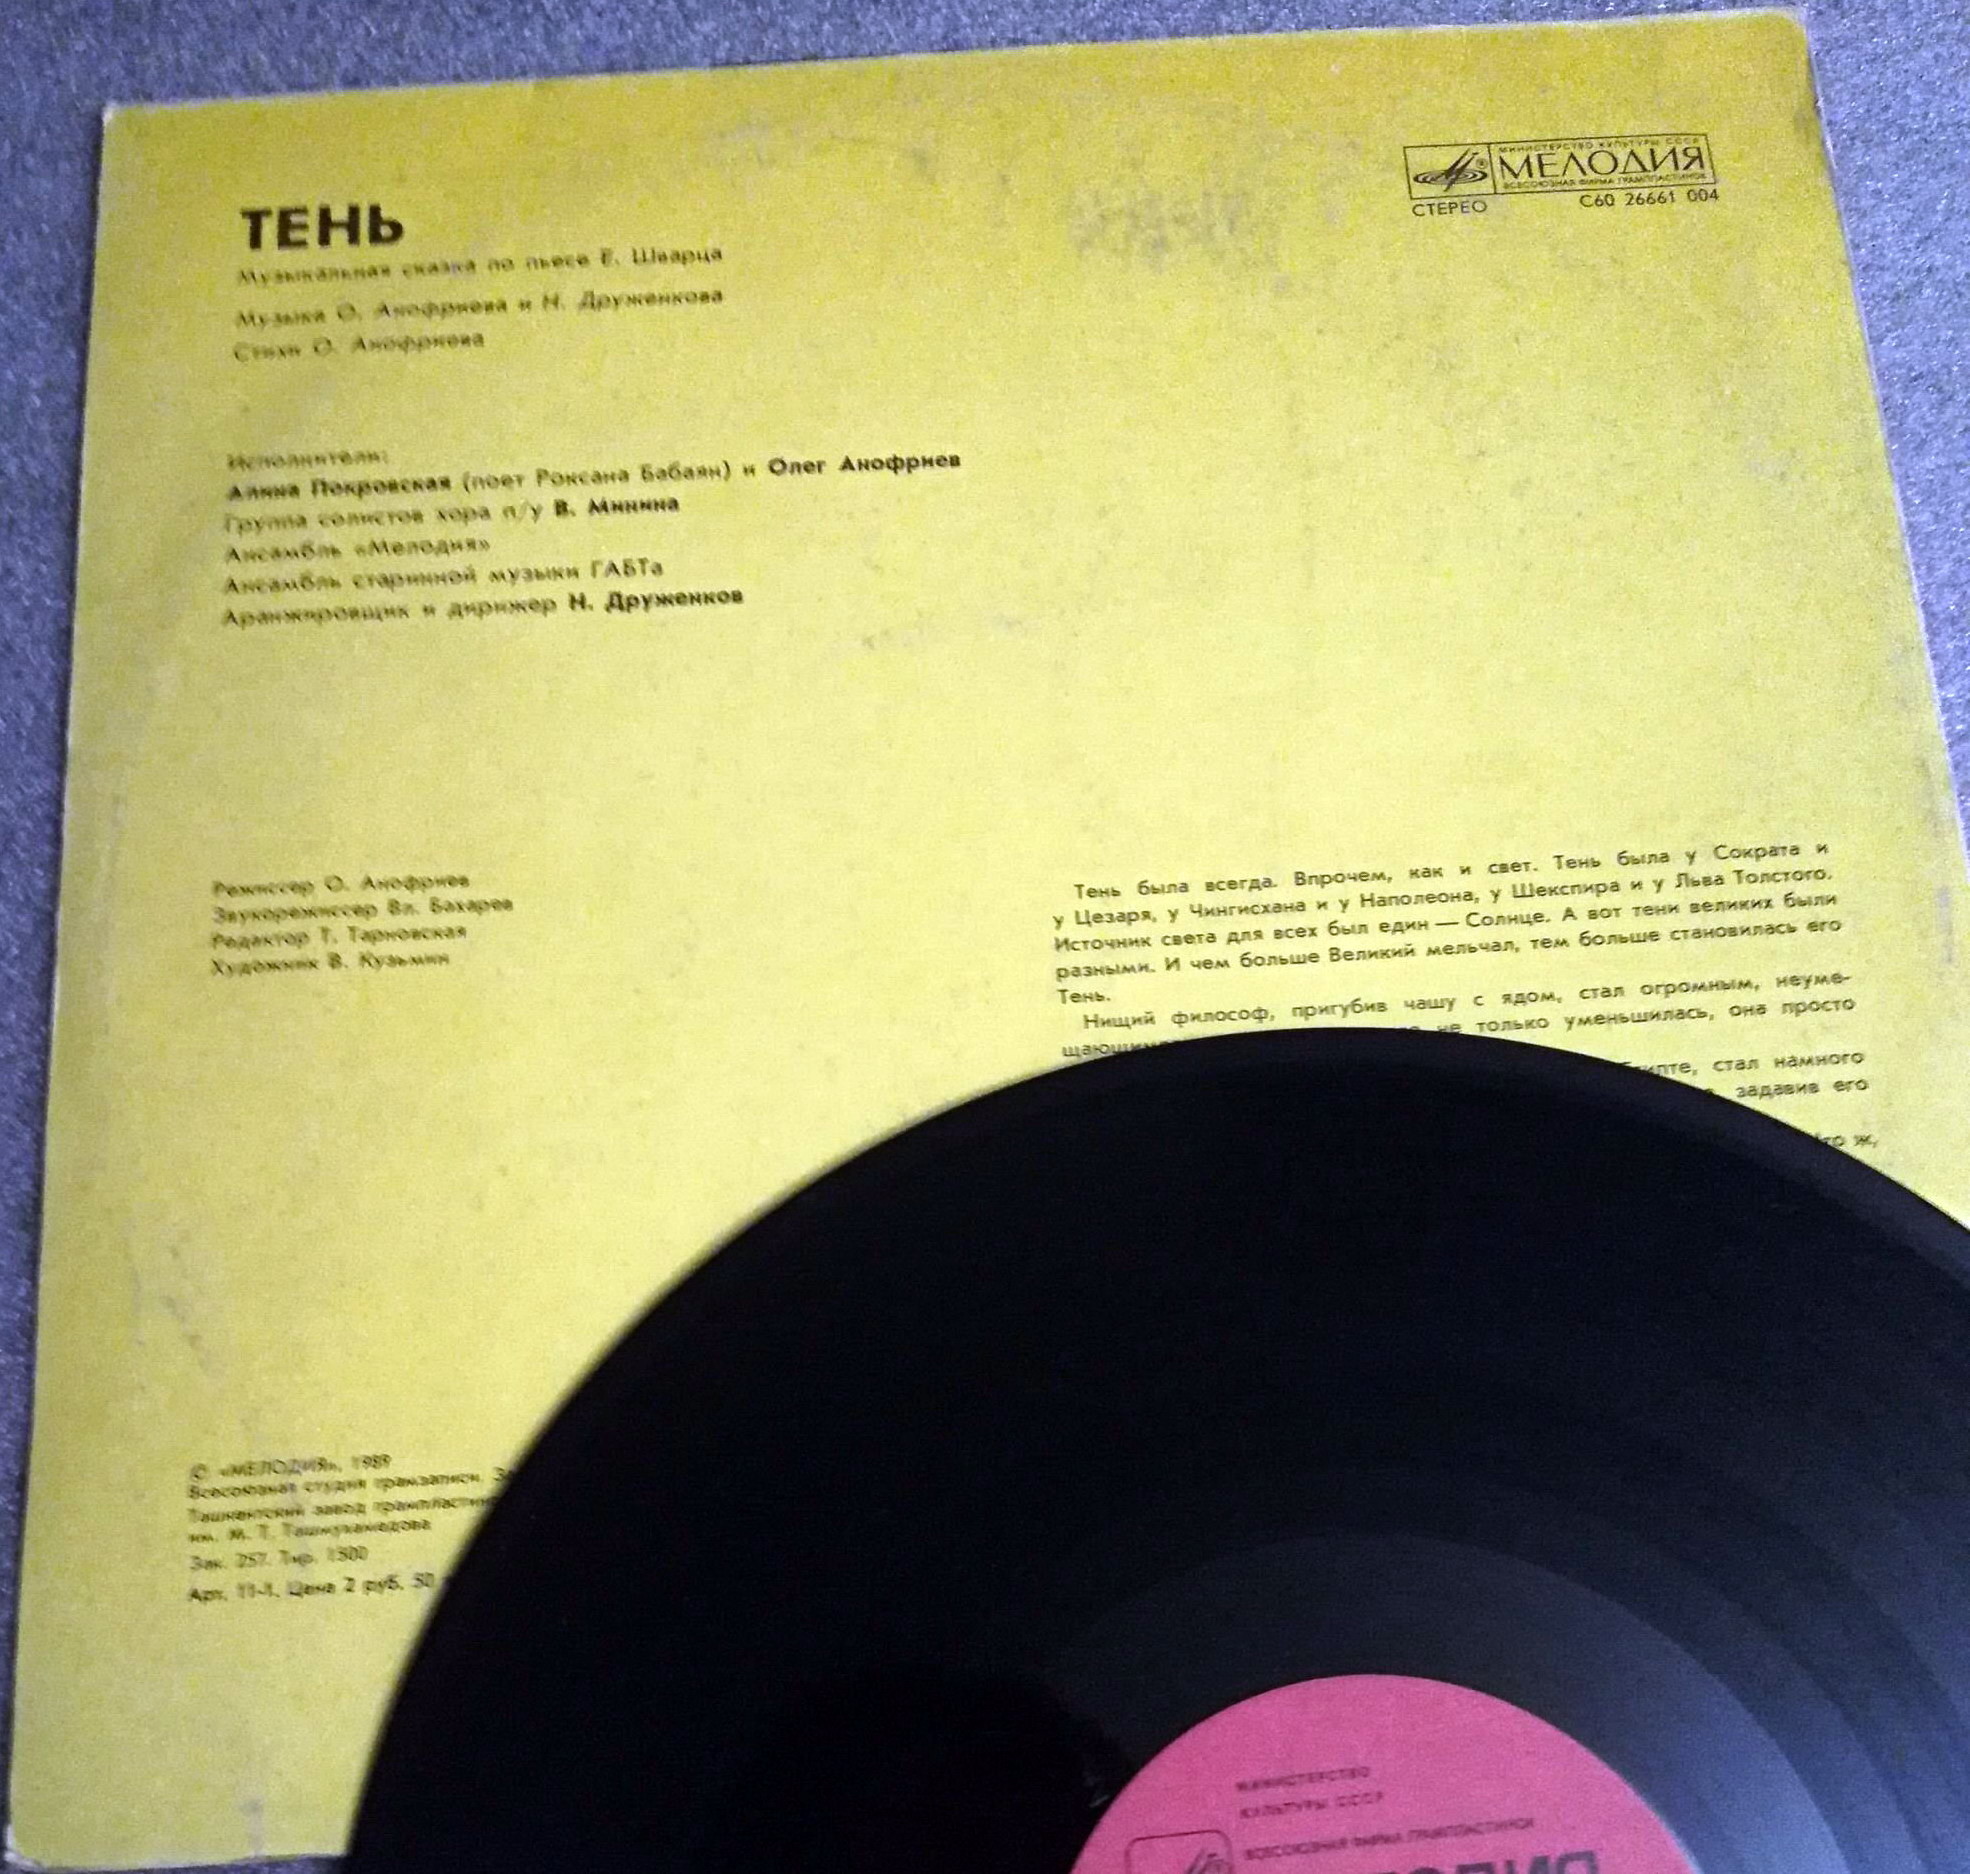 МИНИСТЕРСТВО КУЛЬТУРЫ СССР
МЕЛОДИЯ
ВСЕСОЮЗНАЯ ФИРМА ГРАМПЛАСТИНОК
СТЕРЕО С60 26661 004
ТЕНЬ
Музыкальная сказка по пьесе Е. Шварца
Музыка О. Анофриева и Н. Друженкова
Стихи О. Анофриева
Исполнители:
Алина Покровская (поет Роксана Бабаян) и Олег Анофриев
Группа солистов хора п/у В. Минина
Ансамбль «Мелодия»
Ансамбль старинной музыки ГАБТа
Аранжировщик и дирижер Н. Друженков
Режиссер О. Анофриев
Звукорежиссер Вл. Бахарев
Редактор Т. Тарновская
Художник В. Кузьмин
Тень была всегда. Впрочем, как и свет. Тень была у Сократа и
у Цезаря, у Чингисхана и у Наполеона, у Шекспира и у Льва Толстого.
Источник света для всех был един — Солнце. А вот тени великих были
разными. И чем больше Великий мельчал, тем больше становилась его
Тень.
Нищий философ, пригубив чашу с ядом, стал огромным, неуме-
не только уменьшилась, она просто
стал намного
задавив его
ж,
© «МЕЛОДИЯ», 1989
Всесоюзная студия грамзаписи.
Ташкентский завод
им. М. Т. Ташмухамедова
Зак. 257. Тир. 1500
Арт. 11-1. Цена 2 руб. 50
МИНИСТЕРСТВО
КУЛЬТУРЫ СССР
ВСЕСОЮЗНАЯ ФИРМА ГРАМПЛАСТИНОК